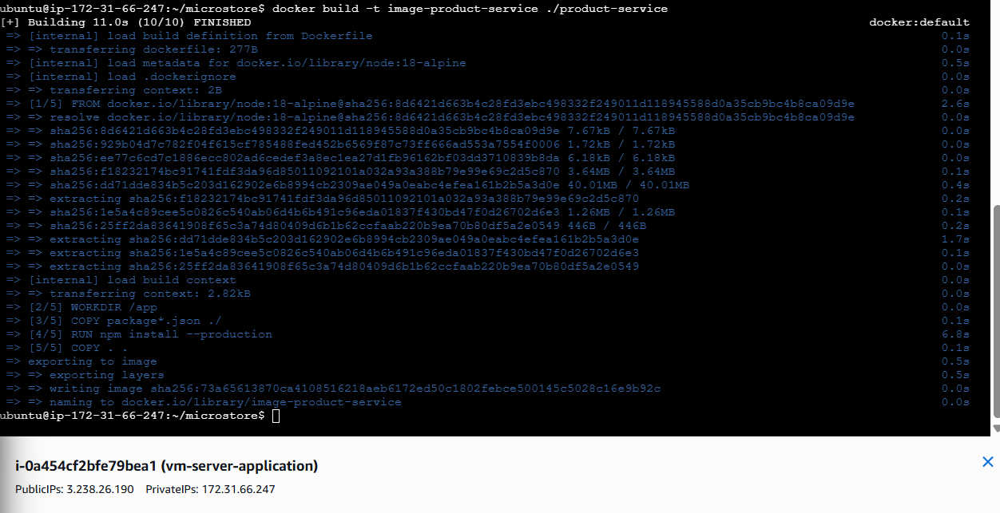 ubuntu@ip-172-31-66-247:~/microstore$ docker build -t image-product-service ./product-service
[+] Building 11.0s (10/10) FINISHED docker:default
=> [internal] load build definition from Dockerfile 0.1s
=> => transferring dockerfile: 277B 0.0s
=> [internal] load metadata for docker.io/library/node:18-alpine 0.5s
=> [internal] load .dockerignore 0.0s
=> => transferring context: 2B 0.0s
=> [1/5] FROM docker.io/library/node:18-alpine@sha256:8d6421d663b4c28fd3ebc498332f249011d118945588d0a35cb9bc4b8ca09d9e 2.6s
=> => resolve docker.io/library/node:18-alpine@sha256:8d6421d663b4c28fd3ebc498332f249011d118945588d0a35cb9bc4b8ca09d9e 0.0s
=> => sha256:8d6421d663b4c28fd3ebc498332f249011d118945588d0a35cb9bc4b8ca09d9e 7.67kB / 7.67kB 0.0s
=> => sha256:929b04d7c782f04f615cf785488fed452b6569f87c73ff666ad553a7554f0006 1.72kB / 1.72kB 0.0s
=> => sha256:ee77c6cd7c1886ecc802ad6cedef3a8ec1ea27d1fb96162bf03dd3710839b8da 6.18kB / 6.18kB 0.0s
=> => sha256:f18232174bc91741fdf3da96d85011092101a032a93a388b79e99e69c2d5c870 3.64MB / 3.64MB 0.1s
=> => sha256:dd71dde834b5c203d162902e6b8994cb2309ae049a0eabc4efea161b2b5a3d0e 40.01MB / 40.01MB 0.4s
=> => extracting sha256:f18232174bc91741fdf3da96d85011092101a032a93a388b79e99e69c2d5c870 0.2s
=> => sha256:1e5a4c89cee5c0826c540ab06d4b6b491c96eda01837f430bd47f0d26702d6e3 1.26MB / 1.26MB 0.1s
=> => sha256:25ff2da83641908f65c3a74d80409d6b1b62ccfaab220b9ea70b80df5a2e0549 446B / 446B 0.2s
=> => extracting sha256:dd71dde834b5c203d162902e6b8994cb2309ae049a0eabc4efea161b2b5a3d0e 1.7s
=> => extracting sha256:1e5a4c89cee5c0826c540ab06d4b6b491c96eda01837f430bd47f0d26702d6e3 0.1s
=> => extracting sha256:25ff2da83641908f65c3a74d80409d6b1b62ccfaab220b9ea70b80df5a2e0549 0.0s
=> [internal] load build context 0.0s
=> => transferring context: 2.82kB 0.0s
=> [2/5] WORKDIR /app 0.0s
=> [3/5] COPY package*.json ./ 0.1s
=> [4/5] RUN npm install --production 6.8s
=> [5/5] COPY . . 0.1s
=> exporting to image 0.5s
=> => exporting layers 0.5s
=> => writing image sha256:73a65613870ca4108516218aeb6172ed50c1802febce500145c5028c16e9b92c 0.0s
=> => naming to docker.io/library/image-product-service 0.0s
ubuntu@ip-172-31-66-247:~/microstore$
i-0a454cf2bfe79bea1 (vm-server-application)
PublicIPs: 3.238.26.190 PrivateIPs: 172.31.66.247